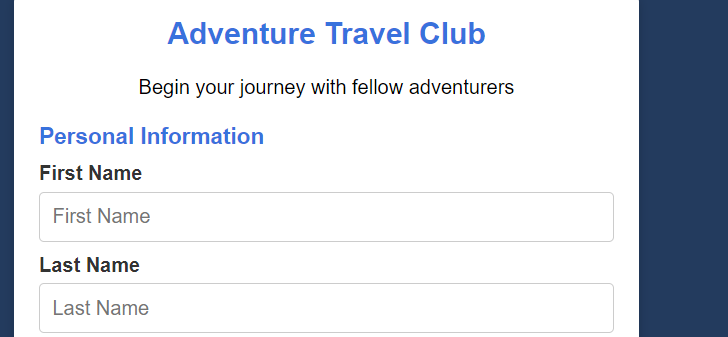 Adventure Travel Club
Begin your journey with fellow adventurers
Personal Information
First Name
First Name
Last Name
Last Name